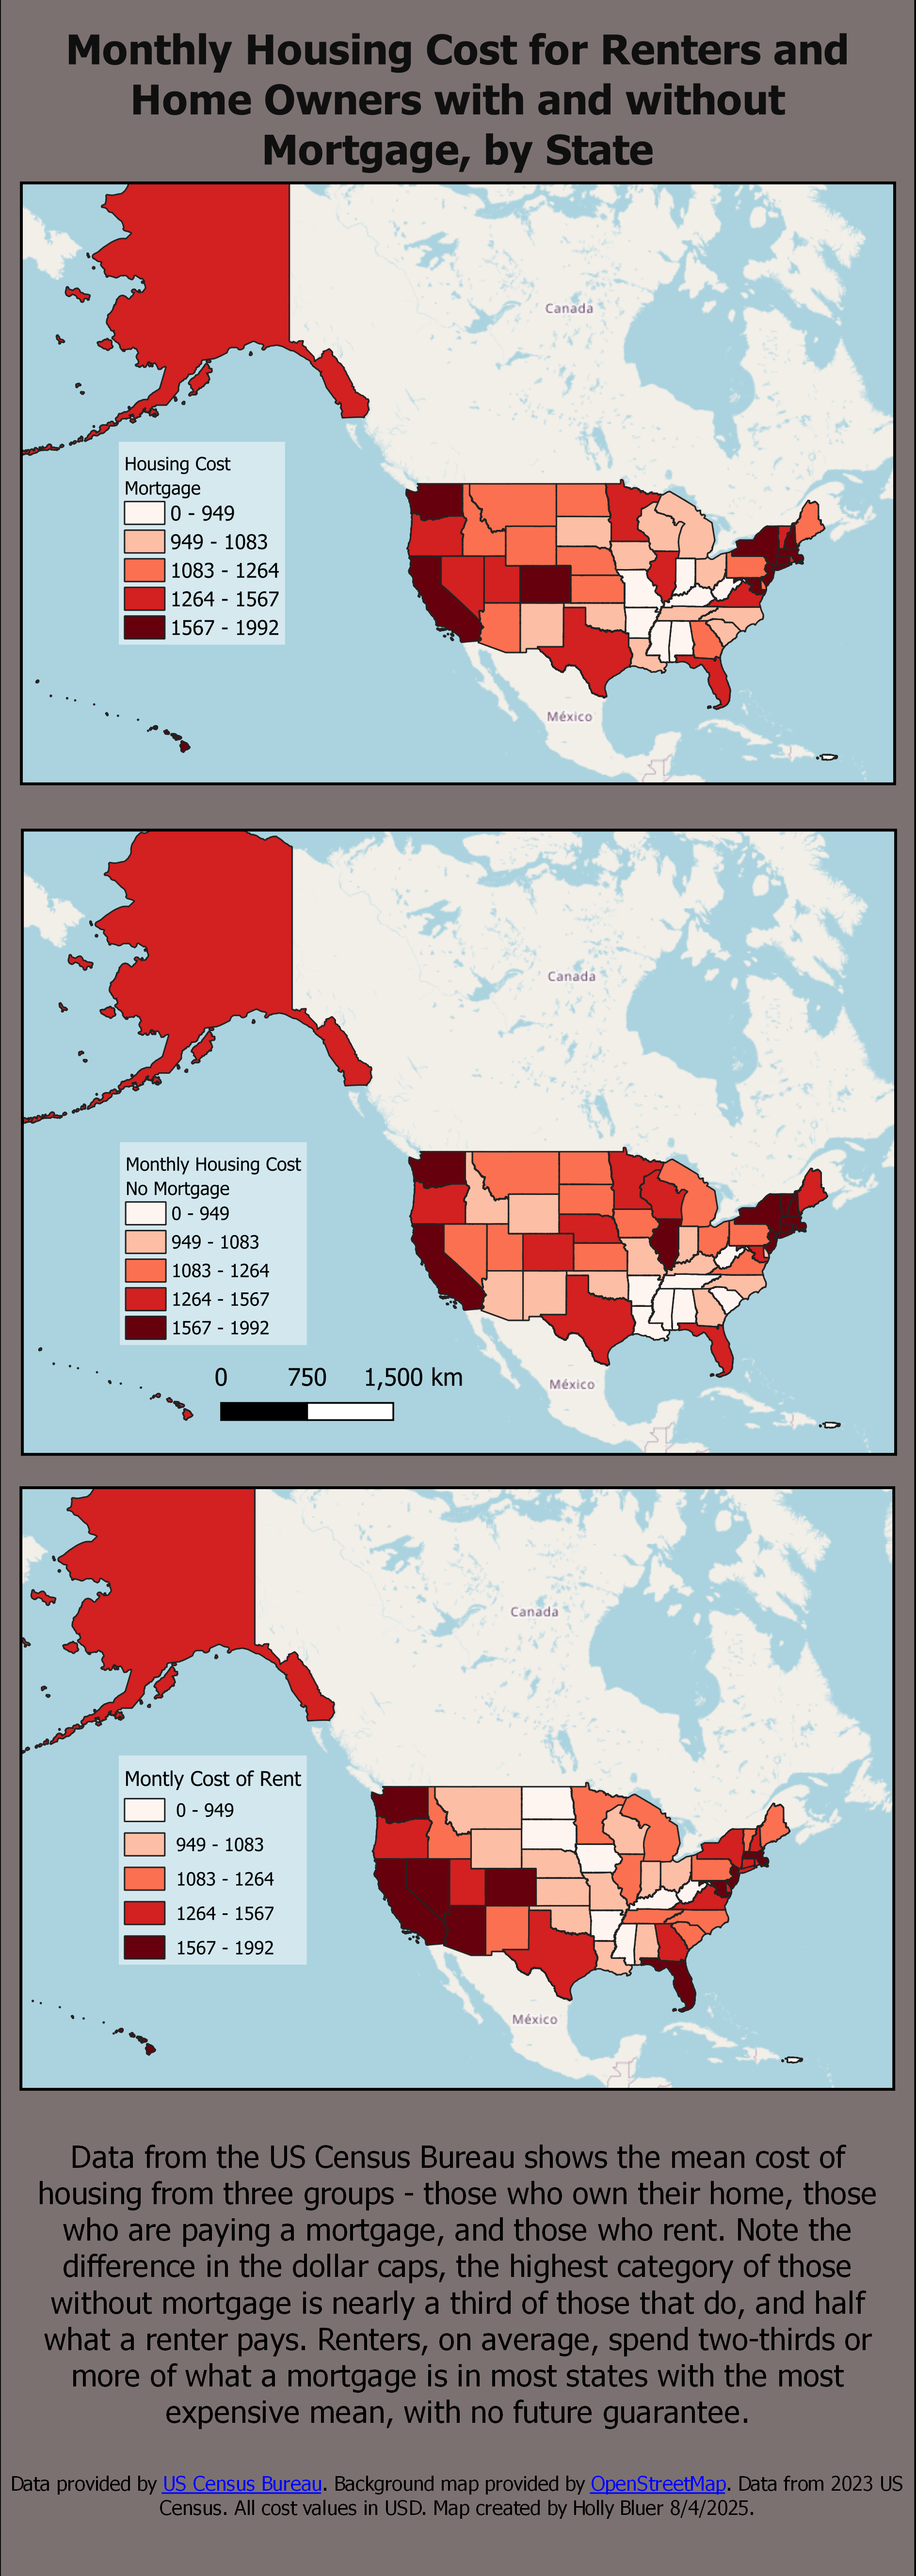 Monthly Housing Cost for Renters and
Home Owners with and without
Mortgage, by State
Canada
Housing Cost
Mortgage
0 - 949
949 - 1083
1083 - 1264
1264 - 1567
1567 - 1992
México
Canada
Monthly Housing Cost
No Mortgage
0 - 949
949 - 1083
1083 - 1264
1264 - 1567
1567 - 1992
0 750 1,500 km
México
Canada
Montly Cost of Rent
0 - 949
949 - 1083
1083 - 1264
1264 - 1567
1567 - 1992
México
Data from the US Census Bureau shows the mean cost of
housing from three groups - those who own their home, those
who are paying a mortgage, and those who rent. Note the
difference in the dollar caps, the highest category of those
without mortgage is nearly a third of those that do, and half
what a renter pays. Renters, on average, spend two-thirds or
more of what a mortgage is in most states with the most
expensive mean, with no future guarantee.
Data provided by US Census Bureau. Background map provided by OpenStreetMap. Data from 2023 US
Census. All cost values in USD. Map created by Holly Bluer 8/4/2025.